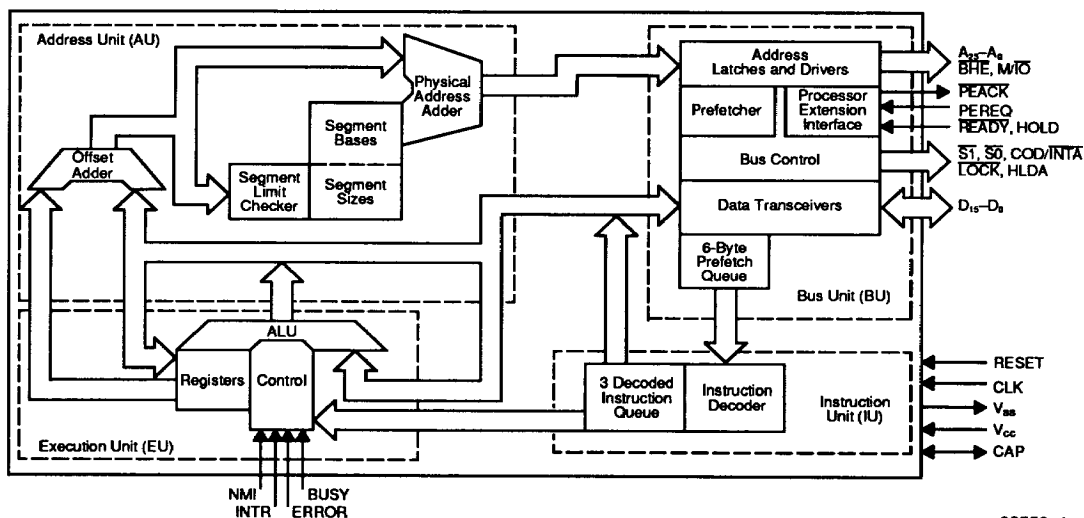 Address Unit (AU)
Physical
Address
Adder
Segment
Bases
Offset
Adder
Segment
Limit
Checker
Segment
Sizes
Address
Latches and Drivers
Prefetcher
Processor
Extension
Interface
Bus Control
Data Transceivers
6-Byte
Prefetch
Queue
Bus Unit (BU)
A₂₃–A₀
BHE, M/IO
PEACK
PEREQ
READY, HOLD
S1, S0, COD/INTA
LOCK, HLDA
D₁₅–D₀
ALU
Registers
Control
Execution Unit (EU)
NMI
BUSY
INTR
ERROR
3 Decoded
Instruction
Queue
Instruction
Decoder
Instruction
Unit (IU)
RESET
CLK
Vss
Vcc
CAP